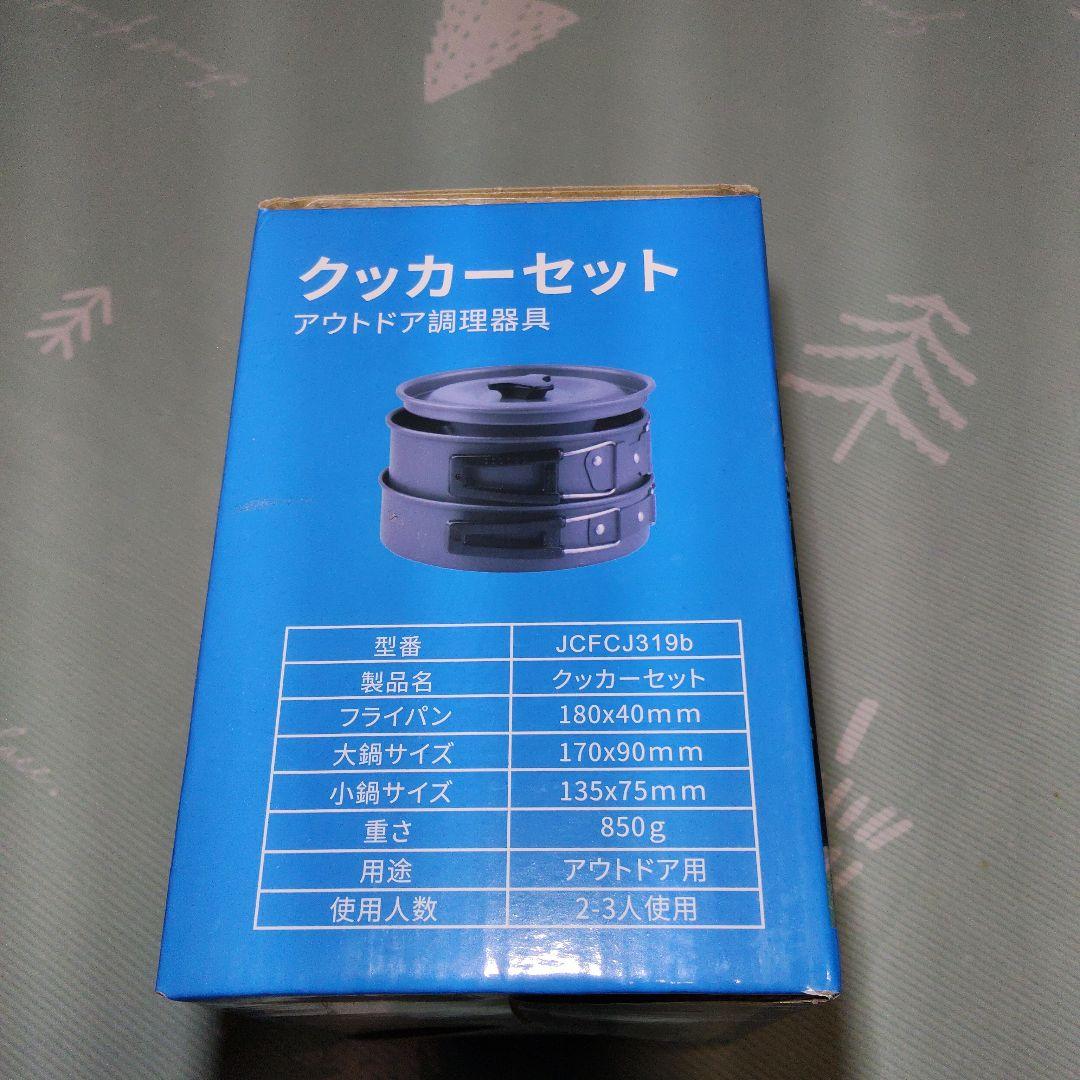 クッカーセット
アウトドア調理器具
型番 JCFCJ319b
製品名 クッカーセット
フライパン 180x40mm
大鍋サイズ 170x90mm
小鍋サイズ 135x75mm
重さ 850g
用途 アウトドア用
使用人数 2-3人使用